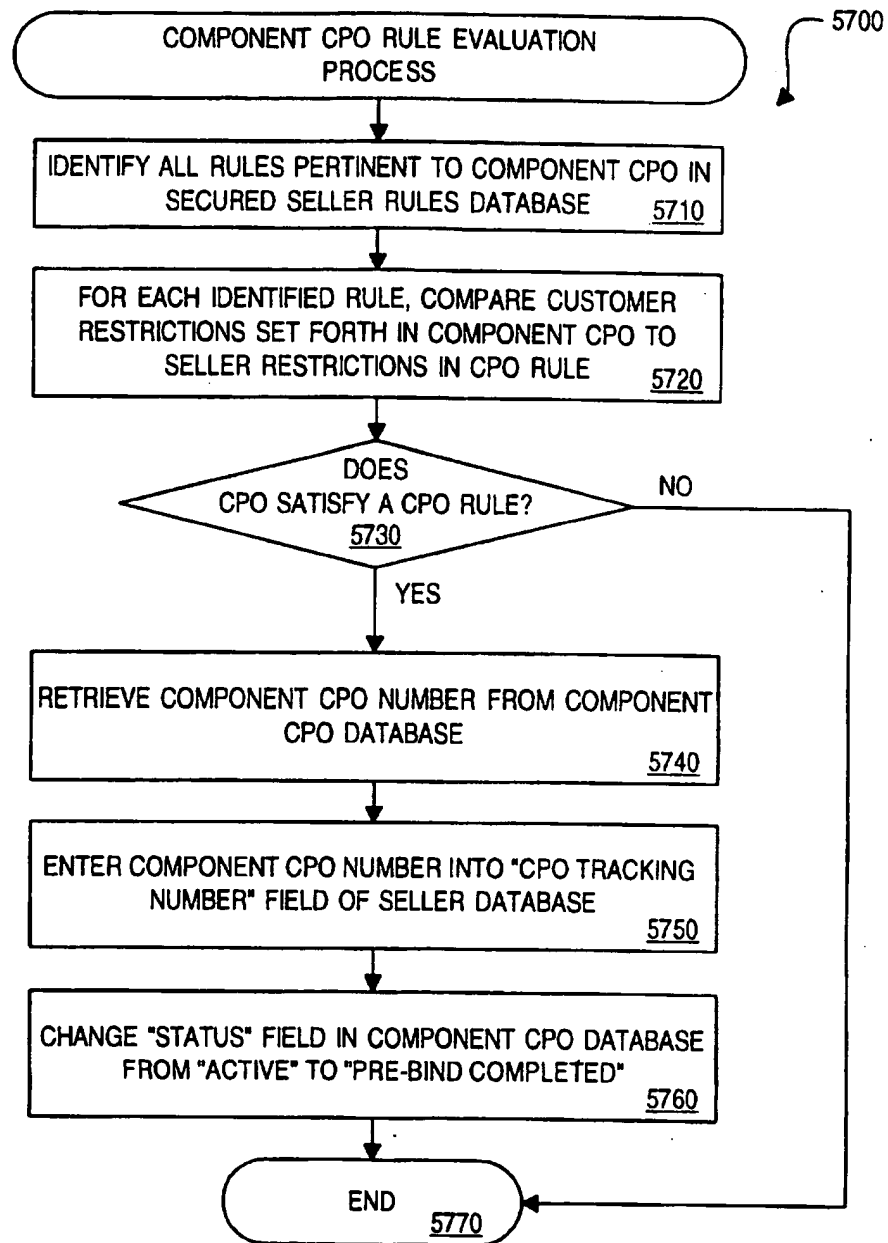 5700
COMPONENT CPO RULE EVALUATION
PROCESS
IDENTIFY ALL RULES PERTINENT TO COMPONENT CPO IN
SECURED SELLER RULES DATABASE
5710
FOR EACH IDENTIFIED RULE, COMPARE CUSTOMER
RESTRICTIONS SET FORTH IN COMPONENT CPO TO
SELLER RESTRICTIONS IN CPO RULE
5720
DOES
CPO SATISFY A CPO RULE?
5730
NO
YES
RETRIEVE COMPONENT CPO NUMBER FROM COMPONENT
CPO DATABASE
5740
ENTER COMPONENT CPO NUMBER INTO "CPO TRACKING
NUMBER" FIELD OF SELLER DATABASE
5750
CHANGE "STATUS" FIELD IN COMPONENT CPO DATABASE
FROM "ACTIVE" TO "PRE-BIND COMPLETED"
5760
END
5770